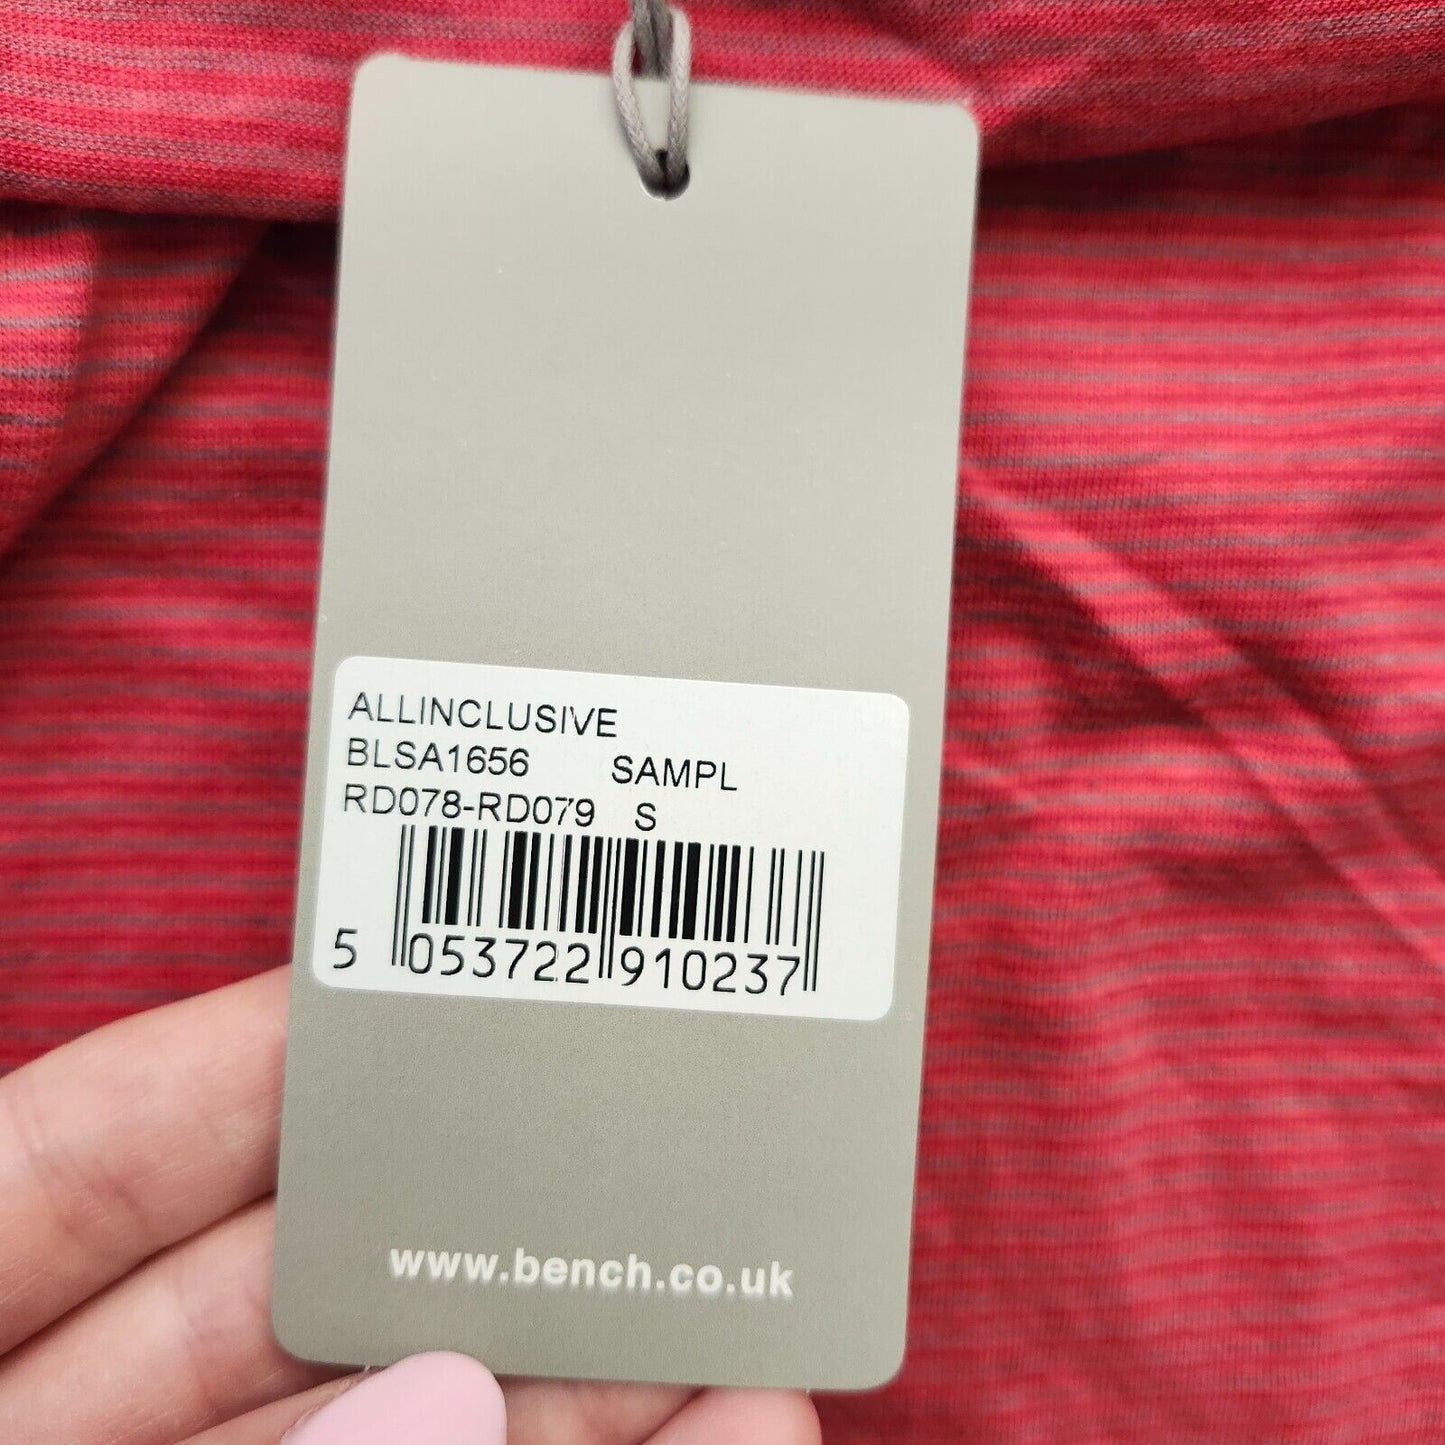 ALLINCLUSIVE
BLSA1656 SAMPL
RD078-RD079 S
5 053722 910237
www.bench.co.uk